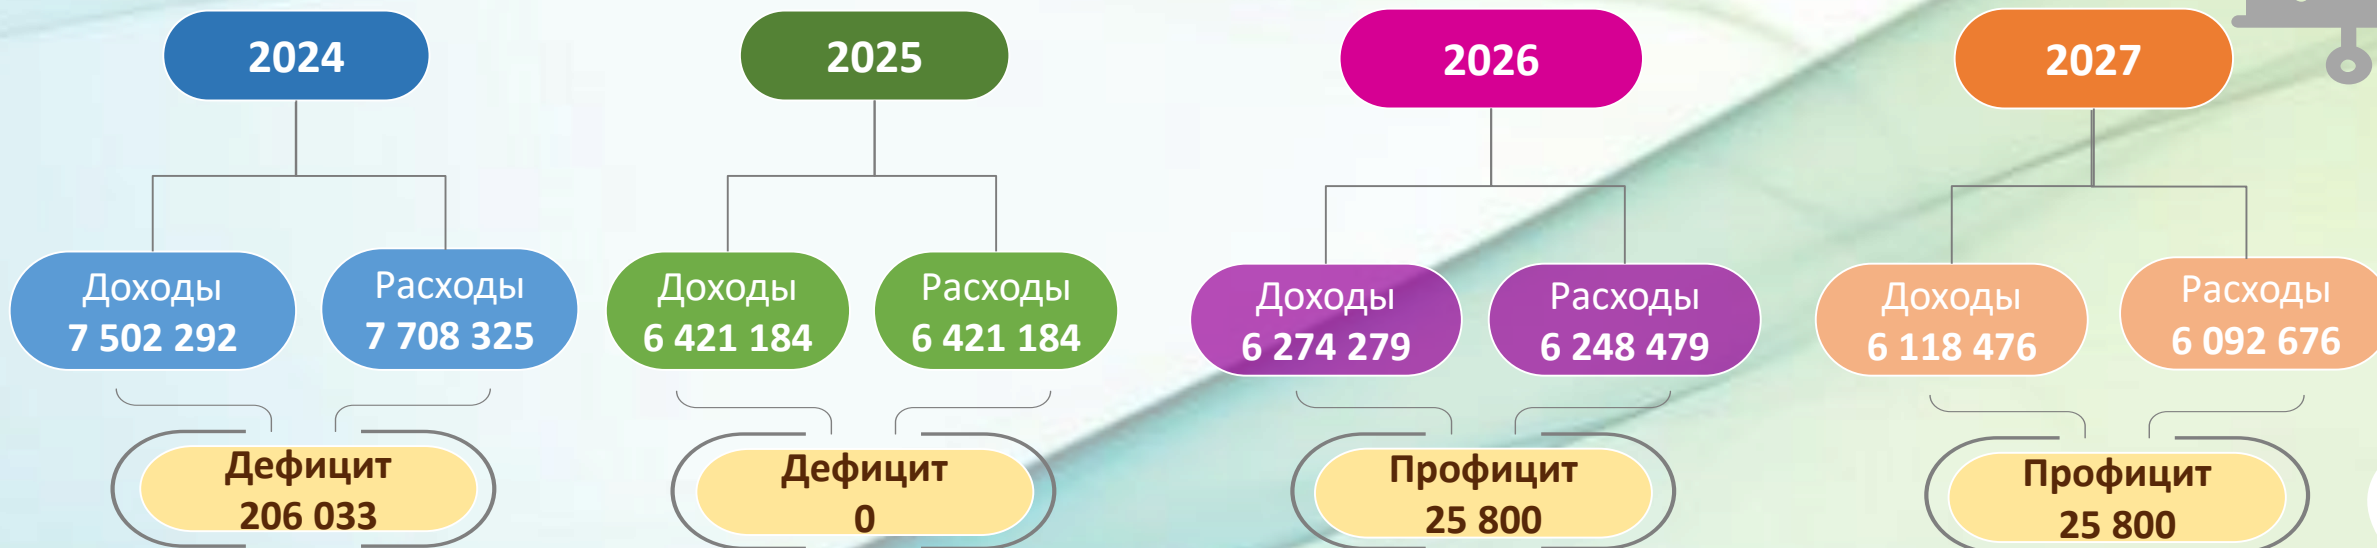 2024
Доходы
7 502 292
Расходы
7 708 325
Дефицит
206 033
2025
Доходы
6 421 184
Расходы
6 421 184
Дефицит
0
2026
Доходы
6 274 279
Расходы
6 248 479
Профицит
25 800
2027
Доходы
6 118 476
Расходы
6 092 676
Профицит
25 800